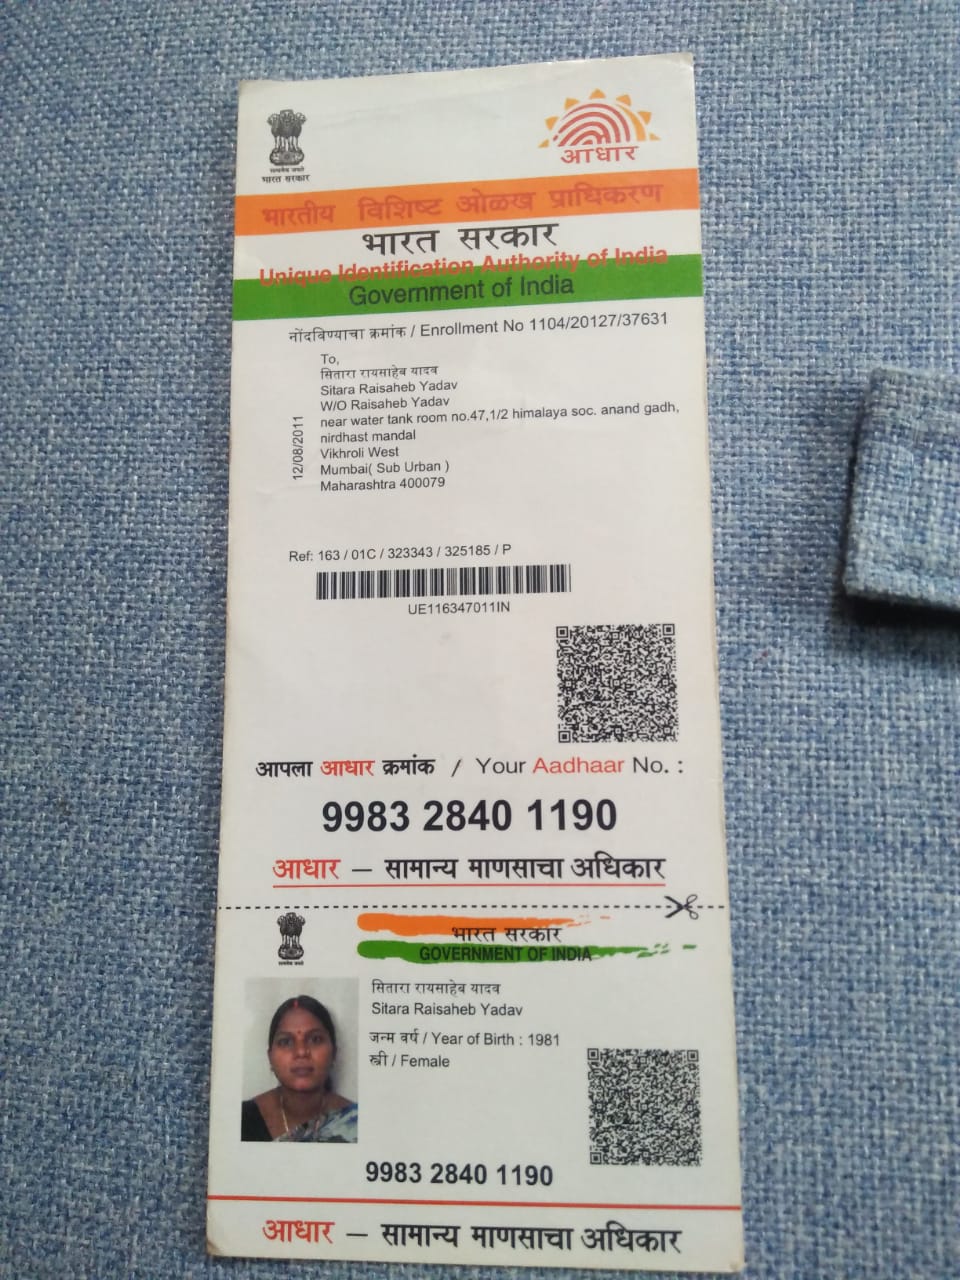 सत्यमेव जयते
भारत सरकार
आधार
भारतीय विशिष्ट ओळख प्राधिकरण
भारत सरकार
Unique Identification Authority of India
Government of India
नोंदविण्याचा क्रमांक / Enrollment No 1104/20127/37631
To,
सितारा रायसाहेब यादव
Sitara Raisaheb Yadav
W/O Raisaheb Yadav
near water tank room no.47,1/2 himalaya soc. anand gadh,
nirdhast mandal
Vikhroli West
Mumbai( Sub Urban )
Maharashtra 400079
12/08/2011
Ref: 163 / 01C / 323343 / 325185 / P
UE116347011IN
आपला आधार क्रमांक / Your Aadhaar No. :
9983 2840 1190
आधार – सामान्य माणसाचा अधिकार
सत्यमेव जयते
भारत सरकार
GOVERNMENT OF INDIA
सितारा रायसाहेब यादव
Sitara Raisaheb Yadav
जन्म वर्ष / Year of Birth : 1981
स्त्री / Female
9983 2840 1190
आधार – सामान्य माणसाचा अधिकार